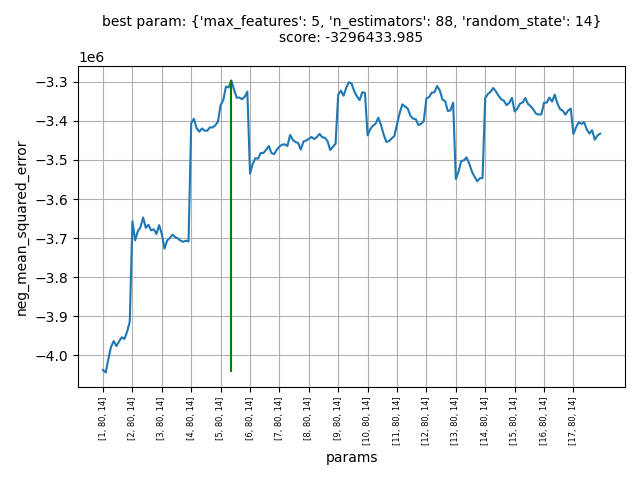 best param: {'max_features': 5, 'n_estimators': 88, 'random_state': 14}
score: -3296433.985
1e6
−3.3
−3.4
−3.5
−3.6
−3.7
−3.8
−3.9
−4.0
neg_mean_squared_error
[1, 80, 14]
[2, 80, 14]
[3, 80, 14]
[4, 80, 14]
[5, 80, 14]
[6, 80, 14]
[7, 80, 14]
[8, 80, 14]
[9, 80, 14]
[10, 80, 14]
[11, 80, 14]
[12, 80, 14]
[13, 80, 14]
[14, 80, 14]
[15, 80, 14]
[16, 80, 14]
[17, 80, 14]
params